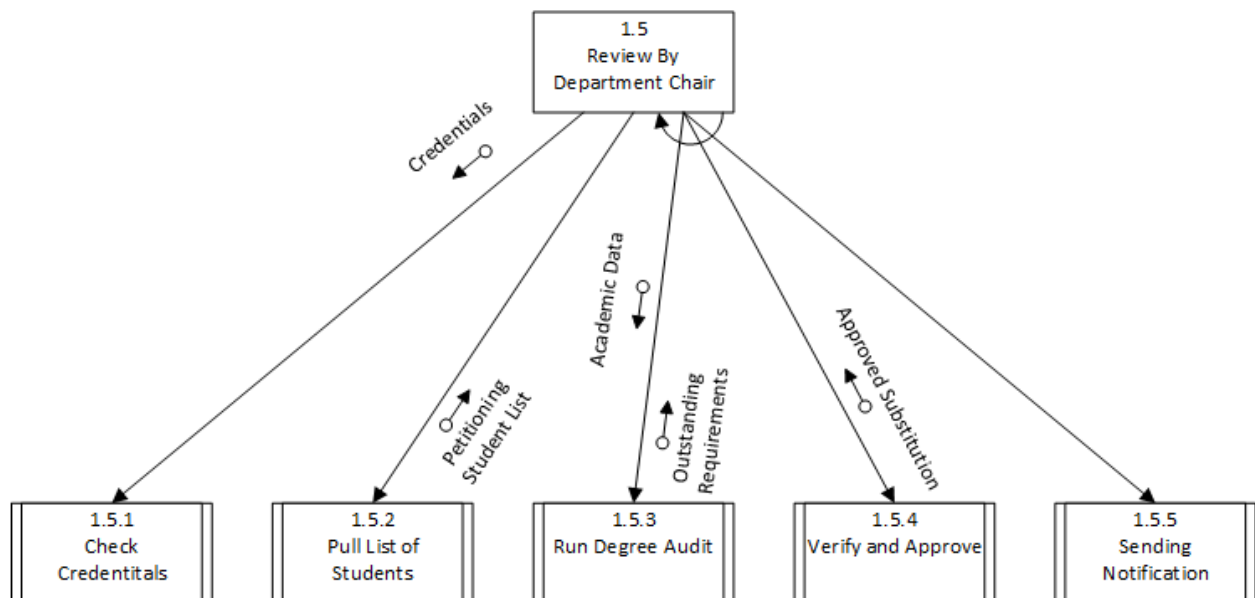 1.5
Review By
Department Chair
Credentials
Academic Data
Petitioning
Student List
Outstanding
Requirements
Approved Substitution
1.5.1
Check
Credentitals
1.5.2
Pull List of
Students
1.5.3
Run Degree Audit
1.5.4
Verify and Approve
1.5.5
Sending
Notification